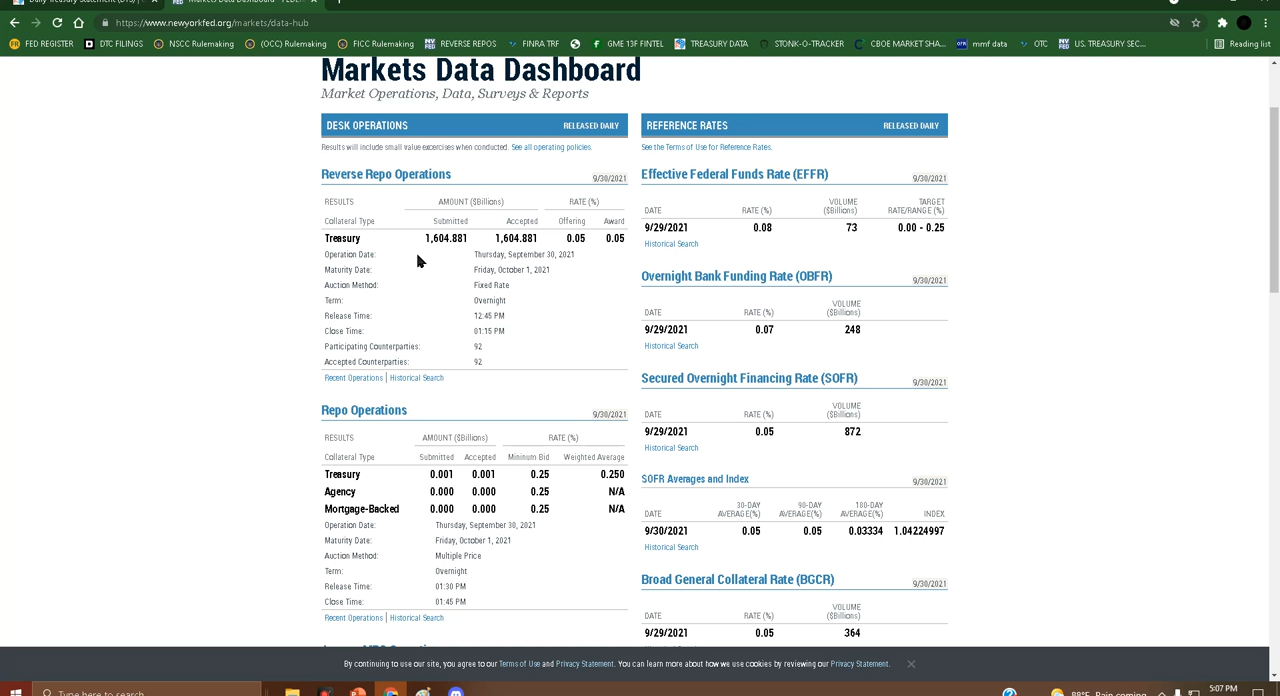 https://www.newyorkfed.org/markets/data-hub
FED REGISTER DTC FILINGS NSCC Rulemaking (OCC) Rulemaking FICC Rulemaking REVERSE REPOS FINRA TRF GME 13F FINTEL TREASURY DATA STONK-O-TRACKER CBOE MARKET SHA... mmf data OTC U.S. TREASURY SEC... Reading list
Markets Data Dashboard
Market Operations, Data, Surveys & Reports
DESK OPERATIONS RELEASED DAILY
Results will include small value excercises when conducted. See all operating policies.
Reverse Repo Operations 9/30/2021
RESULTS AMOUNT ($Billions) RATE (%)
Collateral Type Submitted Accepted Offering Award
Treasury 1,604.881 1,604.881 0.05 0.05
Operation Date: Thursday, September 30, 2021
Maturity Date: Friday, October 1, 2021
Auction Method: Fixed Rate
Term: Overnight
Release Time: 12:45 PM
Close Time: 01:15 PM
Participating Counterparties: 92
Accepted Counterparties: 92
Recent Operations | Historical Search
Repo Operations 9/30/2021
RESULTS AMOUNT ($Billions) RATE (%)
Collateral Type Submitted Accepted Mininum Bid Weighted Average
Treasury 0.001 0.001 0.25 0.250
Agency 0.000 0.000 0.25 N/A
Mortgage-Backed 0.000 0.000 0.25 N/A
Operation Date: Thursday, September 30, 2021
Maturity Date: Friday, October 1, 2021
Auction Method: Multiple Price
Term: Overnight
Release Time: 01:30 PM
Close Time: 01:45 PM
Recent Operations | Historical Search
REFERENCE RATES RELEASED DAILY
See the Terms of Use for Reference Rates.
Effective Federal Funds Rate (EFFR) 9/30/2021
DATE RATE (%) VOLUME ($Billions) TARGET RATE/RANGE (%)
9/29/2021 0.08 73 0.00 - 0.25
Historical Search
Overnight Bank Funding Rate (OBFR) 9/30/2021
DATE RATE (%) VOLUME ($Billions)
9/29/2021 0.07 248
Historical Search
Secured Overnight Financing Rate (SOFR) 9/30/2021
DATE RATE (%) VOLUME ($Billions)
9/29/2021 0.05 872
Historical Search
SOFR Averages and Index 9/30/2021
DATE 30-DAY AVERAGE(%) 90-DAY AVERAGE(%) 180-DAY AVERAGE(%) INDEX
9/30/2021 0.05 0.05 0.03334 1.04224997
Historical Search
Broad General Collateral Rate (BGCR) 9/30/2021
DATE RATE (%) VOLUME ($Billions)
9/29/2021 0.05 364
By continuing to use our site, you agree to our Terms of Use and Privacy Statement. You can learn more about how we use cookies by reviewing our Privacy Statement.
Type here to search 88°F Rain coming 5:07 PM